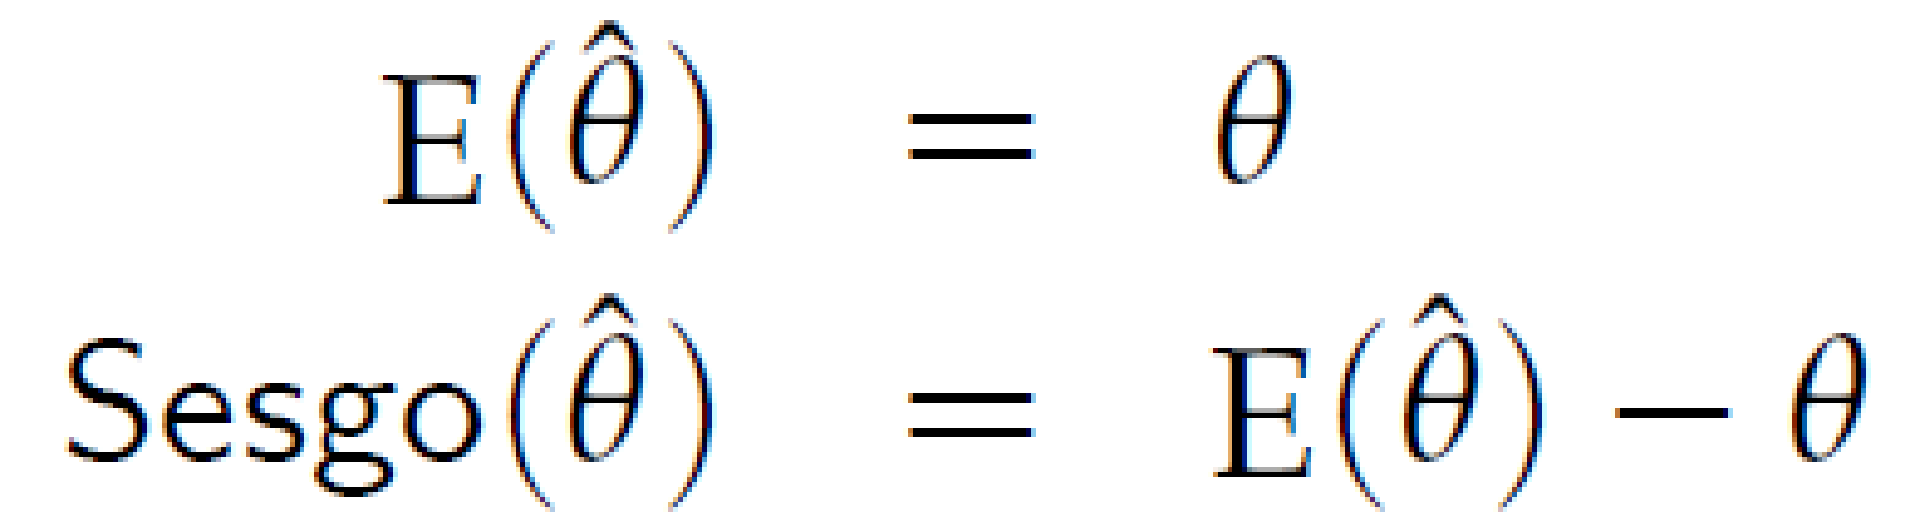 E(θ̂) = θ
Sesgo(θ̂) = E(θ̂) − θ